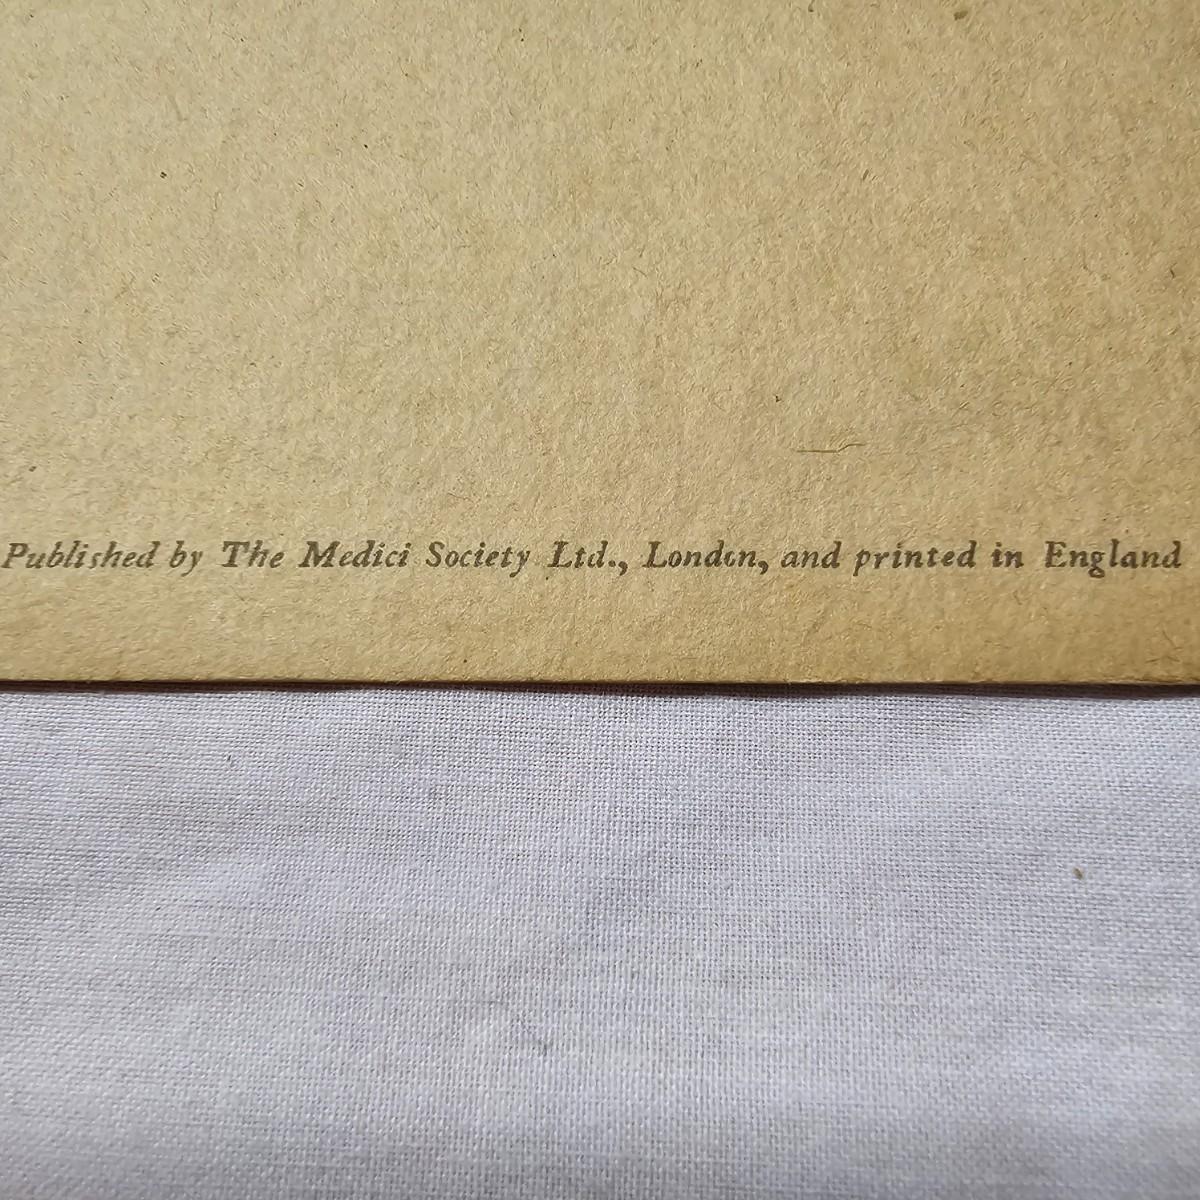 Published by The Medici Society Ltd., London, and printed in England